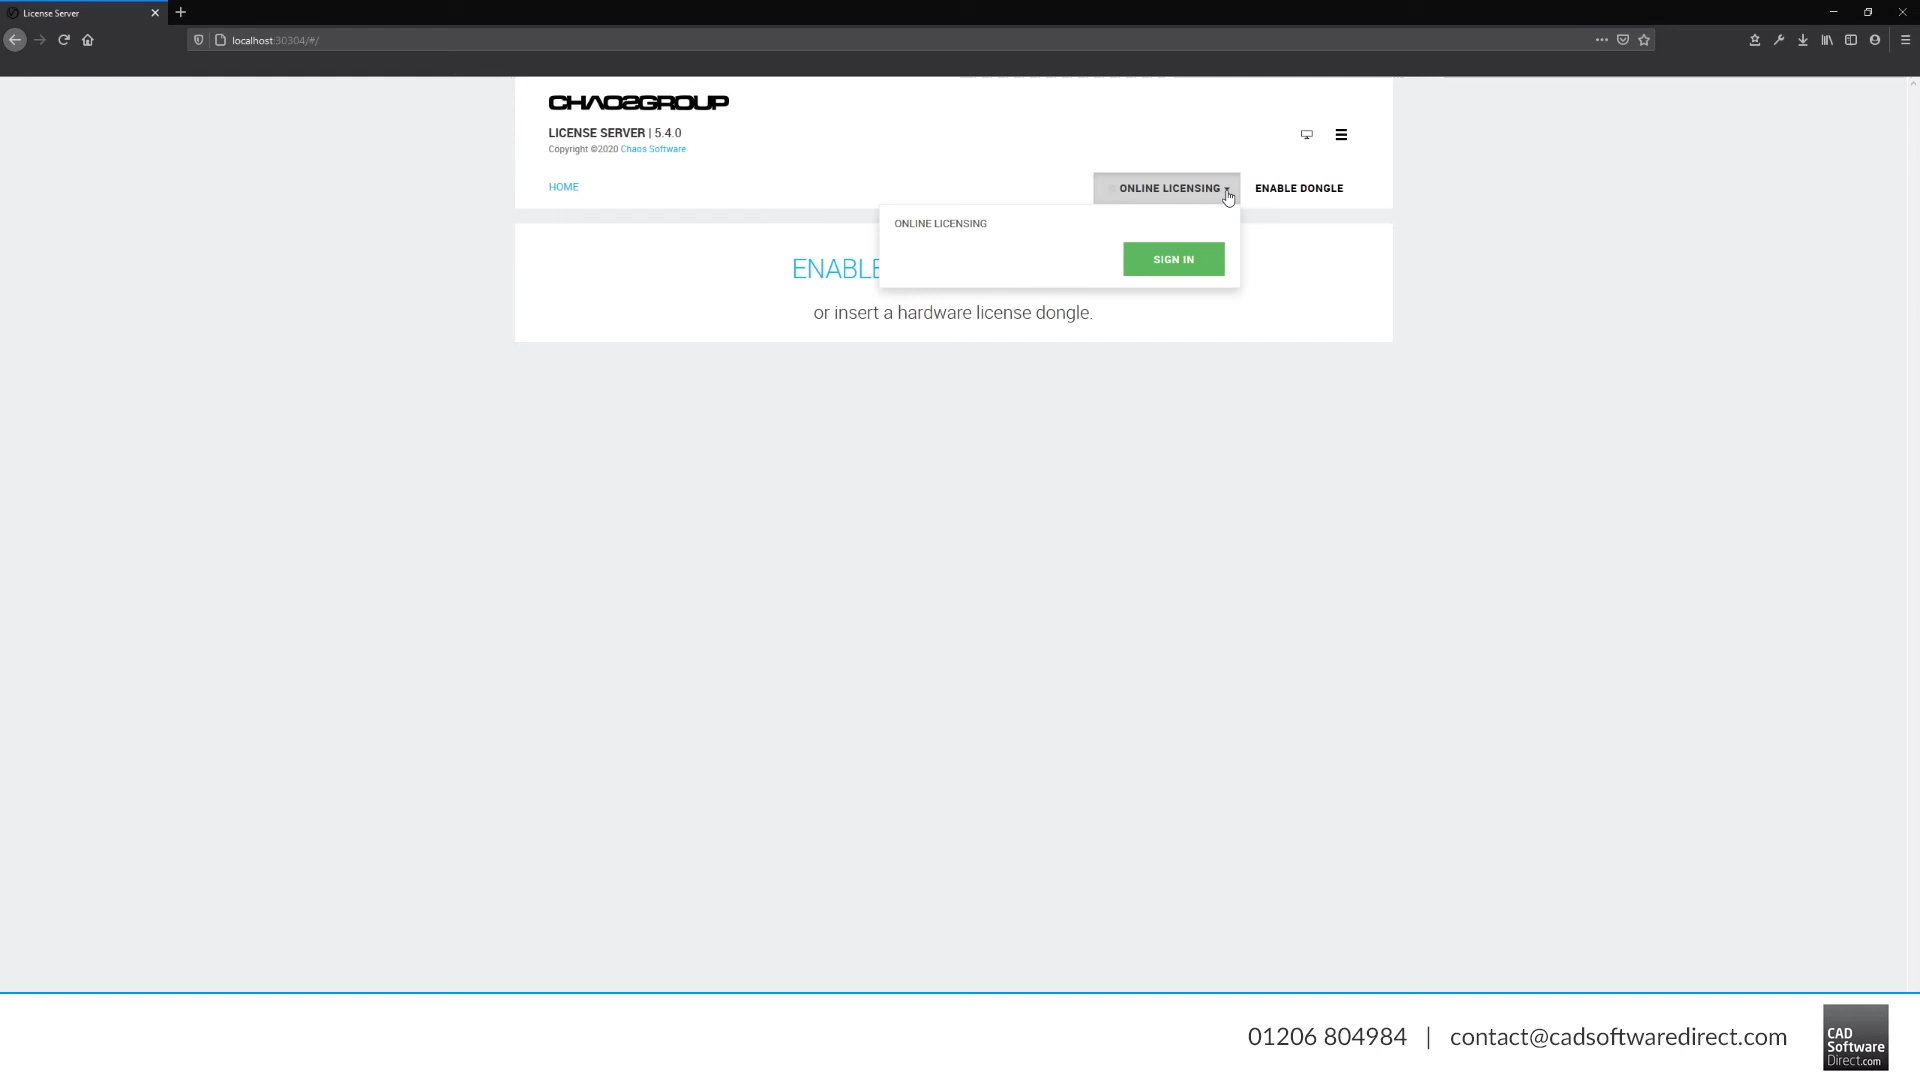 License Server
localhost:30304/#/
CHAOSGROUP
LICENSE SERVER | 5.4.0
Copyright ©2020 Chaos Software
HOME
ONLINE LICENSING
ENABLE DONGLE
ONLINE LICENSING
SIGN IN
ENABLE
or insert a hardware license dongle.
01206 804984 | contact@cadsoftwaredirect.com
CAD
Software
Direct.com